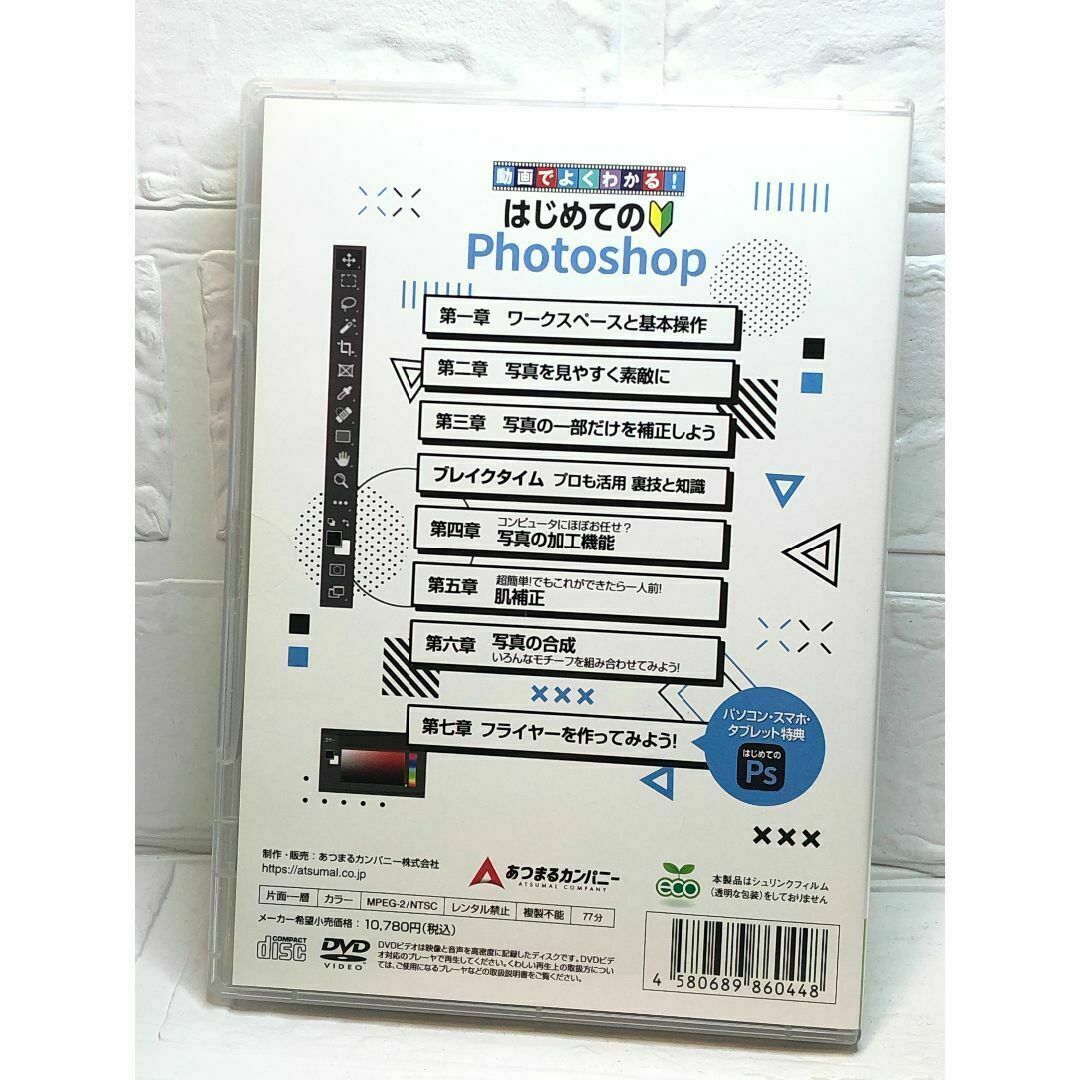 動画でよくわかる！
はじめての
Photoshop
第一章 ワークスペースと基本操作
第二章 写真を見やすく素敵に
第三章 写真の一部だけを補正しよう
ブレイクタイム プロも活用 裏技と知識
第四章 コンピュータにほぼお任せ？
写真の加工機能
第五章 超簡単!でもこれができたら一人前!
肌補正
第六章 写真の合成
いろんなモチーフを組み合わせてみよう!
第七章 フライヤーを作ってみよう!
パソコン・スマホ・
タブレット特典
はじめての
Ps
カラー
制作・販売：あつまるカンパニー株式会社
https://atsumal.co.jp
あつまるカンパニー
ATSUMAL COMPANY
eco
本製品はシュリンクフィルム
（透明な包装）をしておりません
片面・一層 カラー MPEG-2/NTSC レンタル禁止 複製不能 77分
メーカー希望小売価格：10,780円(税込)
COMPACT
disc
DVD
VIDEO
DVDビデオは映像と音声を高密度に記録したディスクです。DVDビデ
オ対応のプレーヤで再生してください。くわしい再生上の取扱方につい
ては、ご使用になるプレーヤなどの取扱説明書をご覧ください。
4 580689 860448